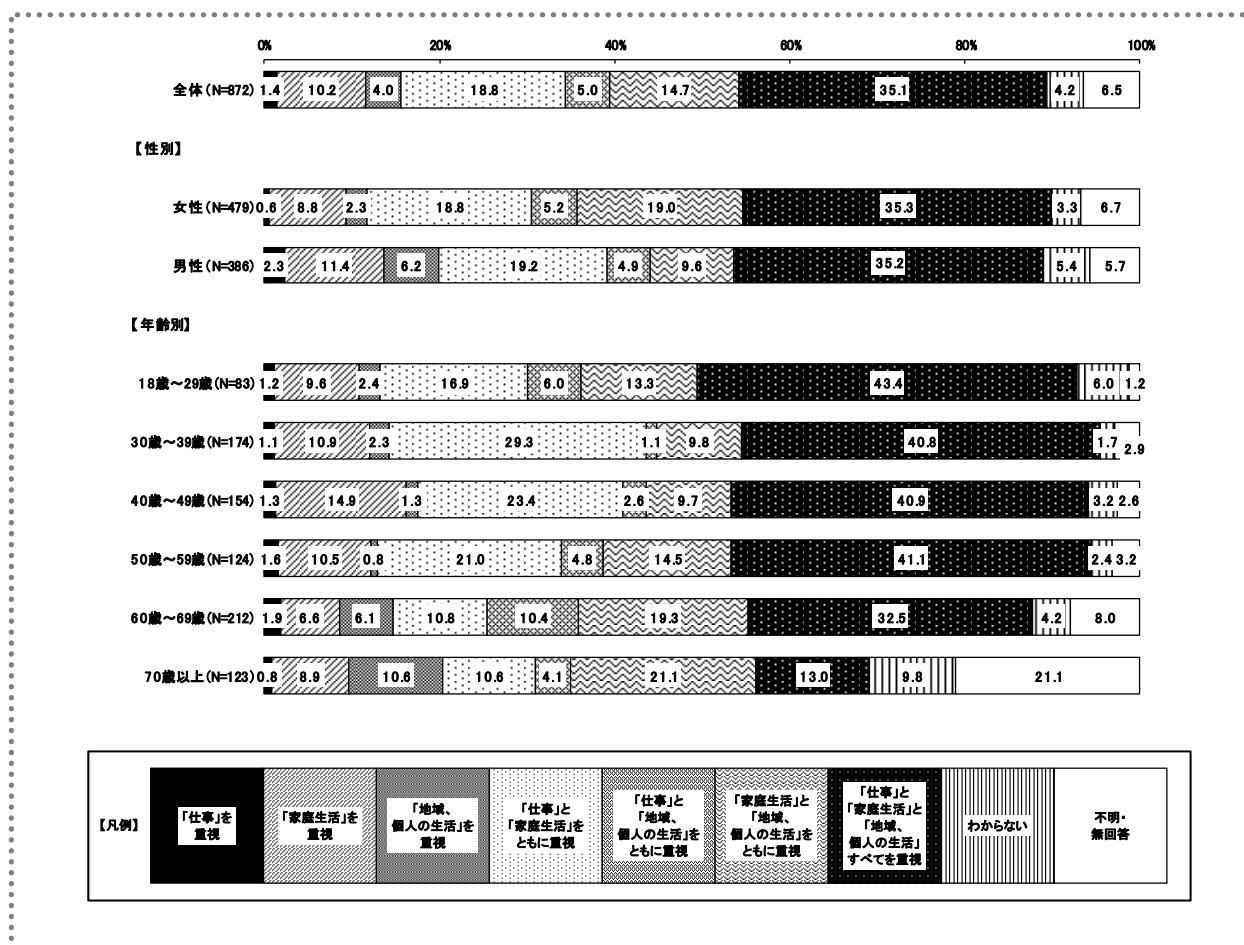 0% 20% 40% 60% 80% 100%
全体(N=872) 1.4 10.2 4.0 18.8 5.0 14.7 35.1 4.2 6.5
【性別】
女性(N=479) 0.6 8.8 2.3 18.8 5.2 19.0 35.3 3.3 6.7
男性(N=386) 2.3 11.4 6.2 19.2 4.9 9.6 35.2 5.4 5.7
【年齢別】
18歳~29歳(N=83) 1.2 9.6 2.4 16.9 6.0 13.3 43.4 6.0 1.2
30歳~39歳(N=174) 1.1 10.9 2.3 29.3 1.1 9.8 40.8 1.7 2.9
40歳~49歳(N=154) 1.3 14.9 1.3 23.4 2.6 9.7 40.9 3.2 2.6
50歳~59歳(N=124) 1.6 10.5 0.8 21.0 4.8 14.5 41.1 2.4 3.2
60歳~69歳(N=212) 1.9 6.6 6.1 10.8 10.4 19.3 32.5 4.2 8.0
70歳以上(N=123) 0.8 8.9 10.6 10.6 4.1 21.1 13.0 9.8 21.1
【凡例】
「仕事」を
重視
「家庭生活」を
重視
「地域、
個人の生活」を
重視
「仕事」と
「家庭生活」を
ともに重視
「仕事」と
「地域、
個人の生活」を
ともに重視
「家庭生活」と
「地域、
個人の生活」を
ともに重視
「仕事」と
「家庭生活」と
「地域、
個人の生活」
すべてを重視
わからない
不明・
無回答